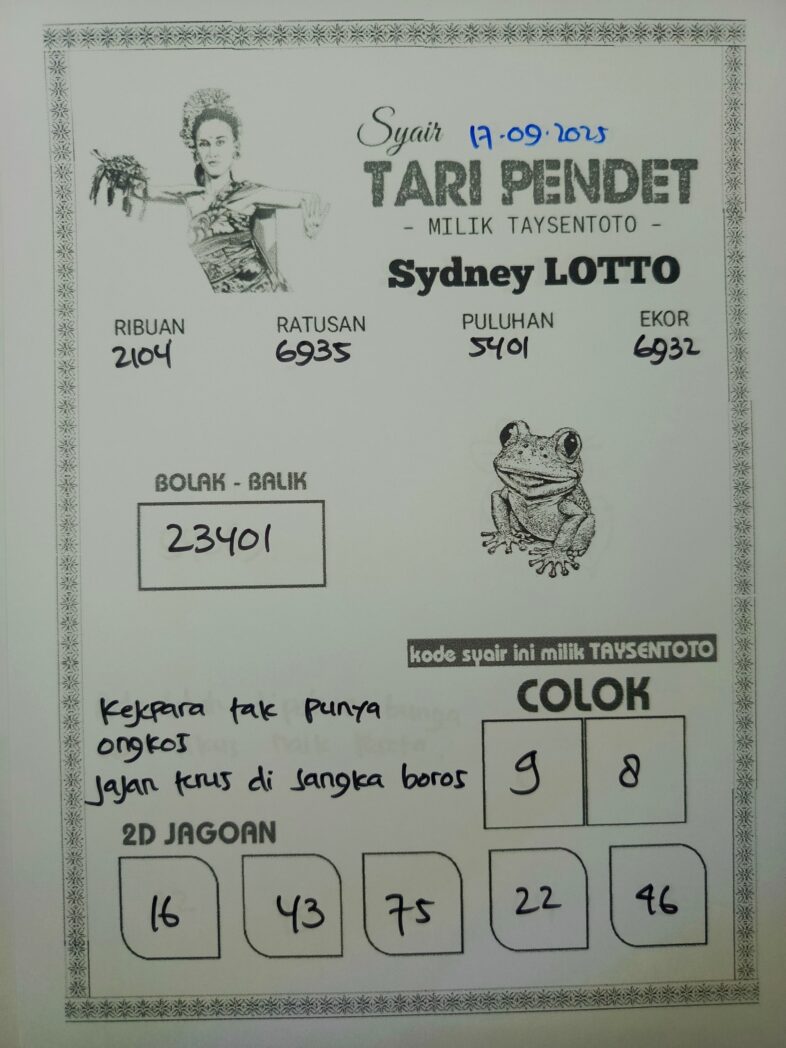 Syair 17.09.2025
TARI PENDET
- MILIK TAYSENTOTO -
Sydney LOTTO
RIBUAN RATUSAN PULUHAN EKOR
2104 6935 5401 6932
BOLAK - BALIK
23401
kode syair ini milik TAYSENTOTO
COLOK
9 8
tak punya
ongkos
Jajan terus di sangka boros
2D JAGOAN
16 43 75 22 46